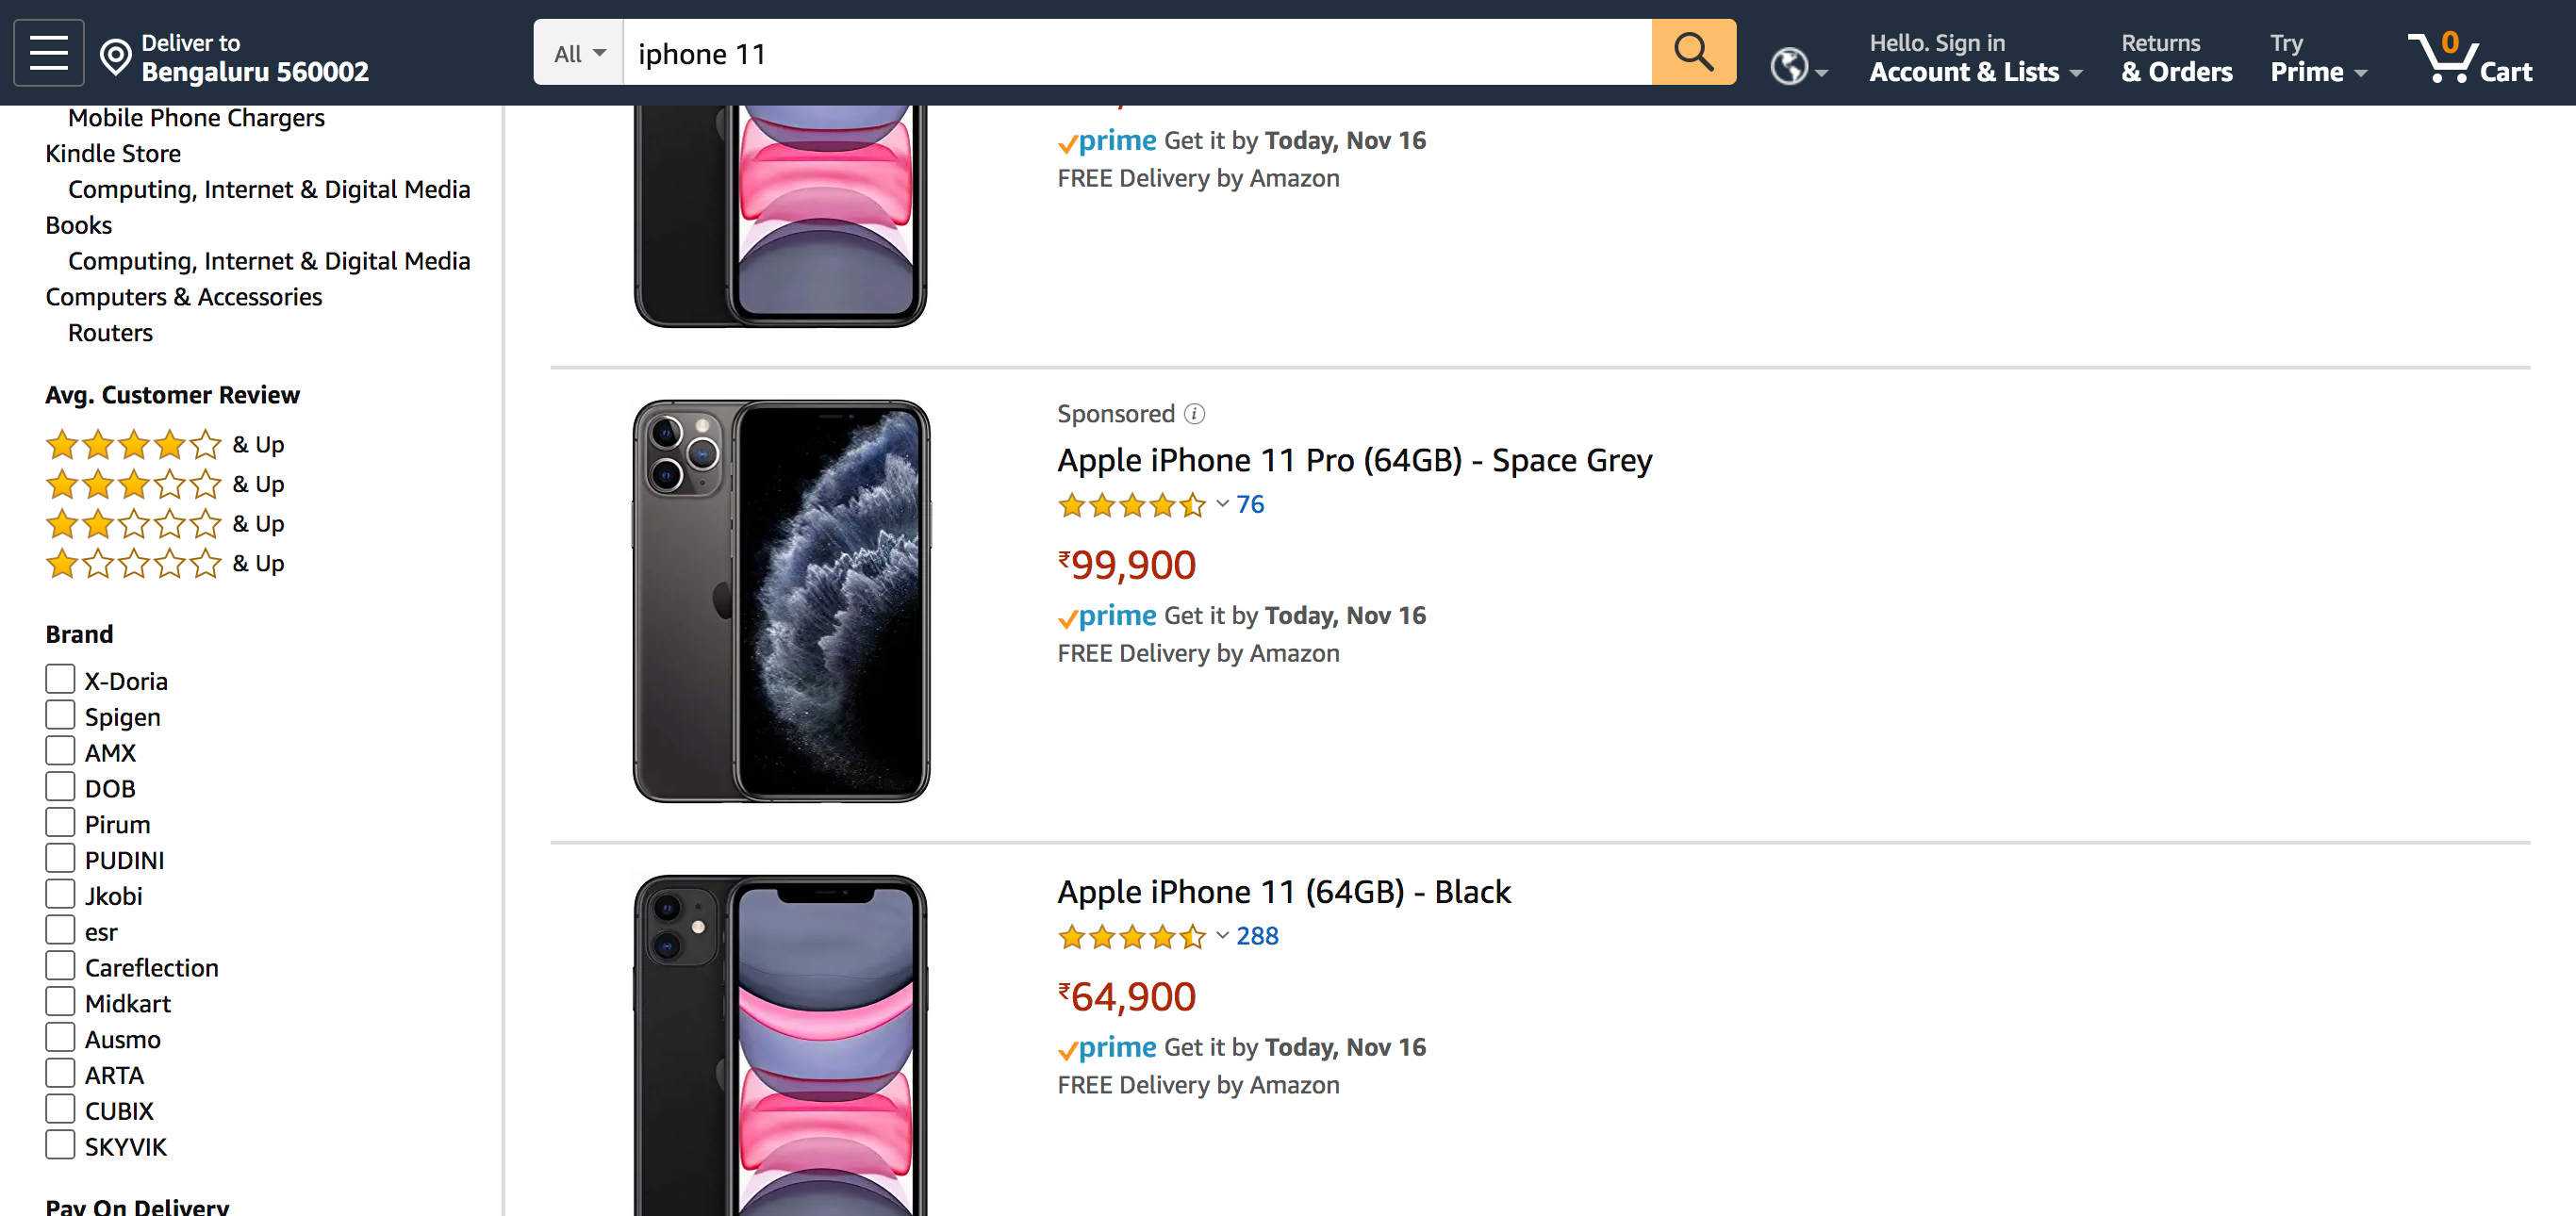 Deliver to
Bengaluru 560002
All
iphone 11
Hello. Sign in
Account & Lists
Returns
& Orders
Try
Prime
0
Cart
Mobile Phone Chargers
Kindle Store
Computing, Internet & Digital Media
Books
Computing, Internet & Digital Media
Computers & Accessories
Routers
Avg. Customer Review
& Up
& Up
& Up
& Up
Brand
X-Doria
Spigen
AMX
DOB
Pirum
PUDINI
Jkobi
esr
Careflection
Midkart
Ausmo
ARTA
CUBIX
SKYVIK
Pay On Delivery
prime Get it by Today, Nov 16
FREE Delivery by Amazon
Sponsored
Apple iPhone 11 Pro (64GB) - Space Grey
76
₹99,900
prime Get it by Today, Nov 16
FREE Delivery by Amazon
Apple iPhone 11 (64GB) - Black
288
₹64,900
prime Get it by Today, Nov 16
FREE Delivery by Amazon